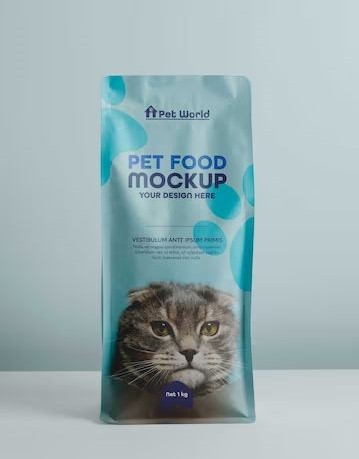 Pet World
PET FOOD
MOCKUP
YOUR DESIGN HERE
VESTIBULUM ANTE IPSUM PRIMIS
Net 1 kg